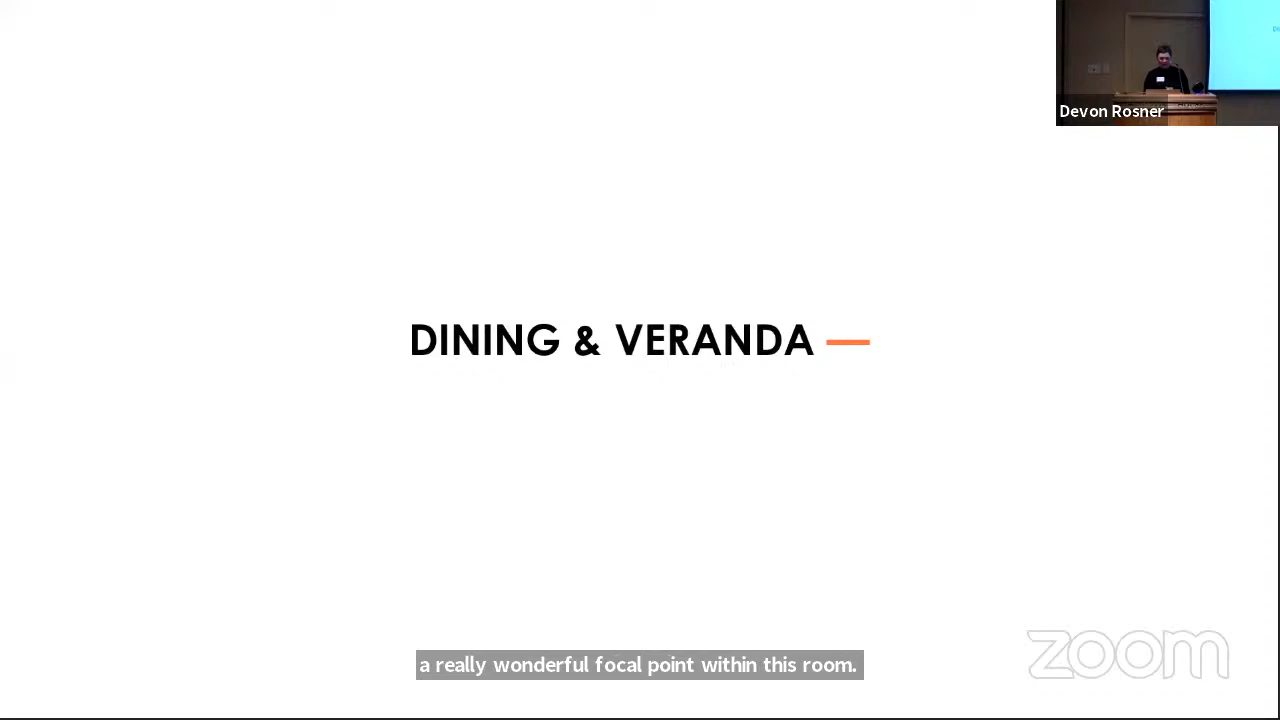 Devon Rosner
DINING & VERANDA —
a really wonderful focal point within this room.
zoom